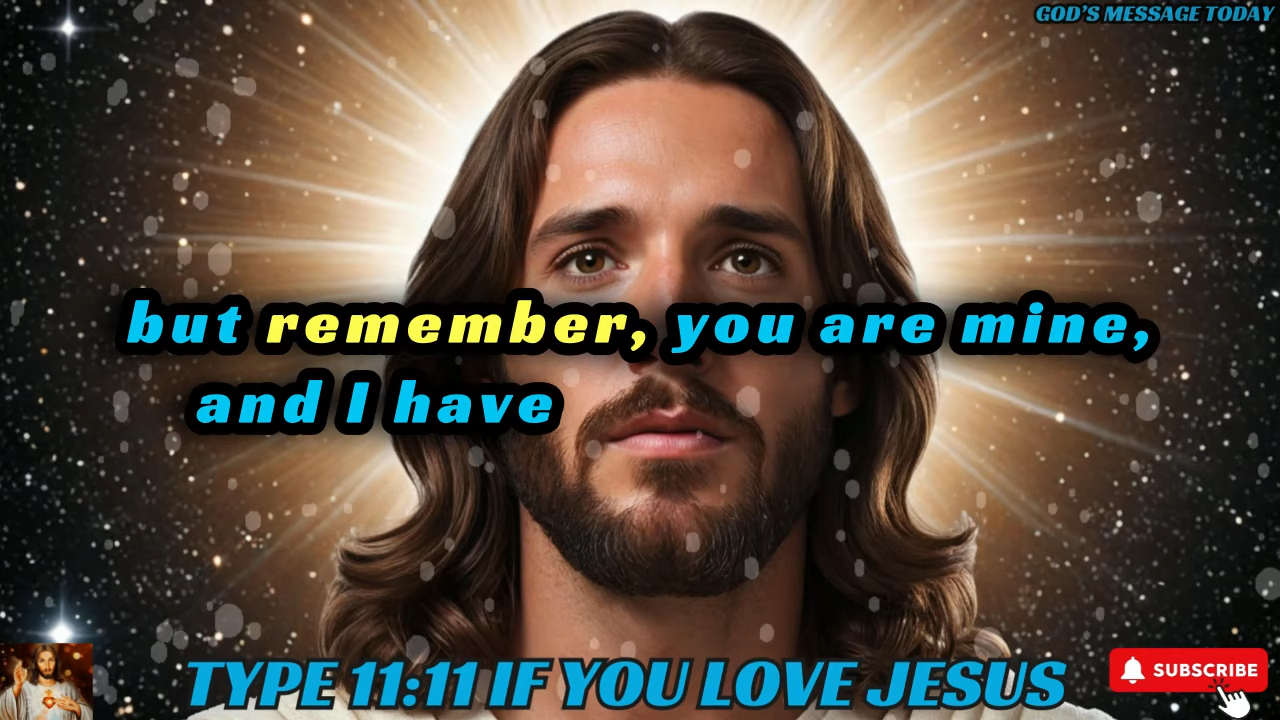 GOD'S MESSAGE TODAY
but remember, you are mine,
and I have
TYPE 11:11 IF YOU LOVE JESUS
SUBSCRIBE